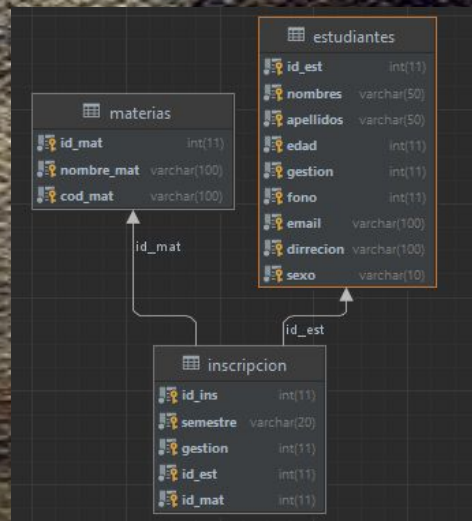 estudiantes
id_est int(11)
nombres varchar(50)
apellidos varchar(50)
edad int(11)
gestion int(11)
fono int(11)
email varchar(100)
dirrecion varchar(100)
sexo varchar(10)
materias
id_mat int(11)
nombre_mat varchar(100)
cod_mat varchar(100)
id_mat
id_est
inscripcion
id_ins int(11)
semestre varchar(20)
gestion int(11)
id_est int(11)
id_mat int(11)